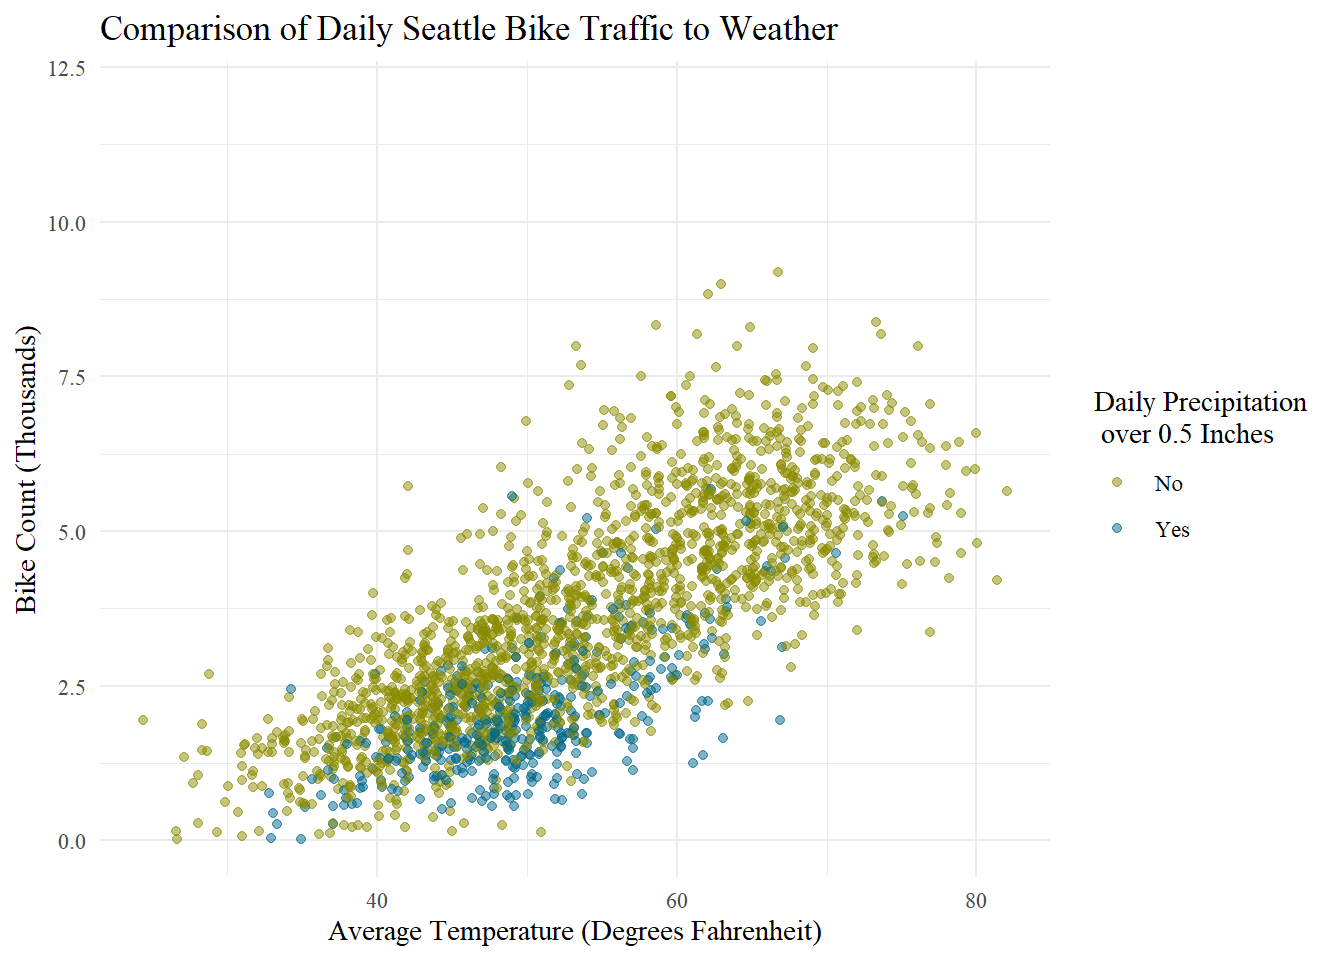 Comparison of Daily Seattle Bike Traffic to Weather
12.5
10.0
7.5
5.0
2.5
0.0
Bike Count (Thousands)
40
60
80
Average Temperature (Degrees Fahrenheit)
Daily Precipitation
over 0.5 Inches
No
Yes